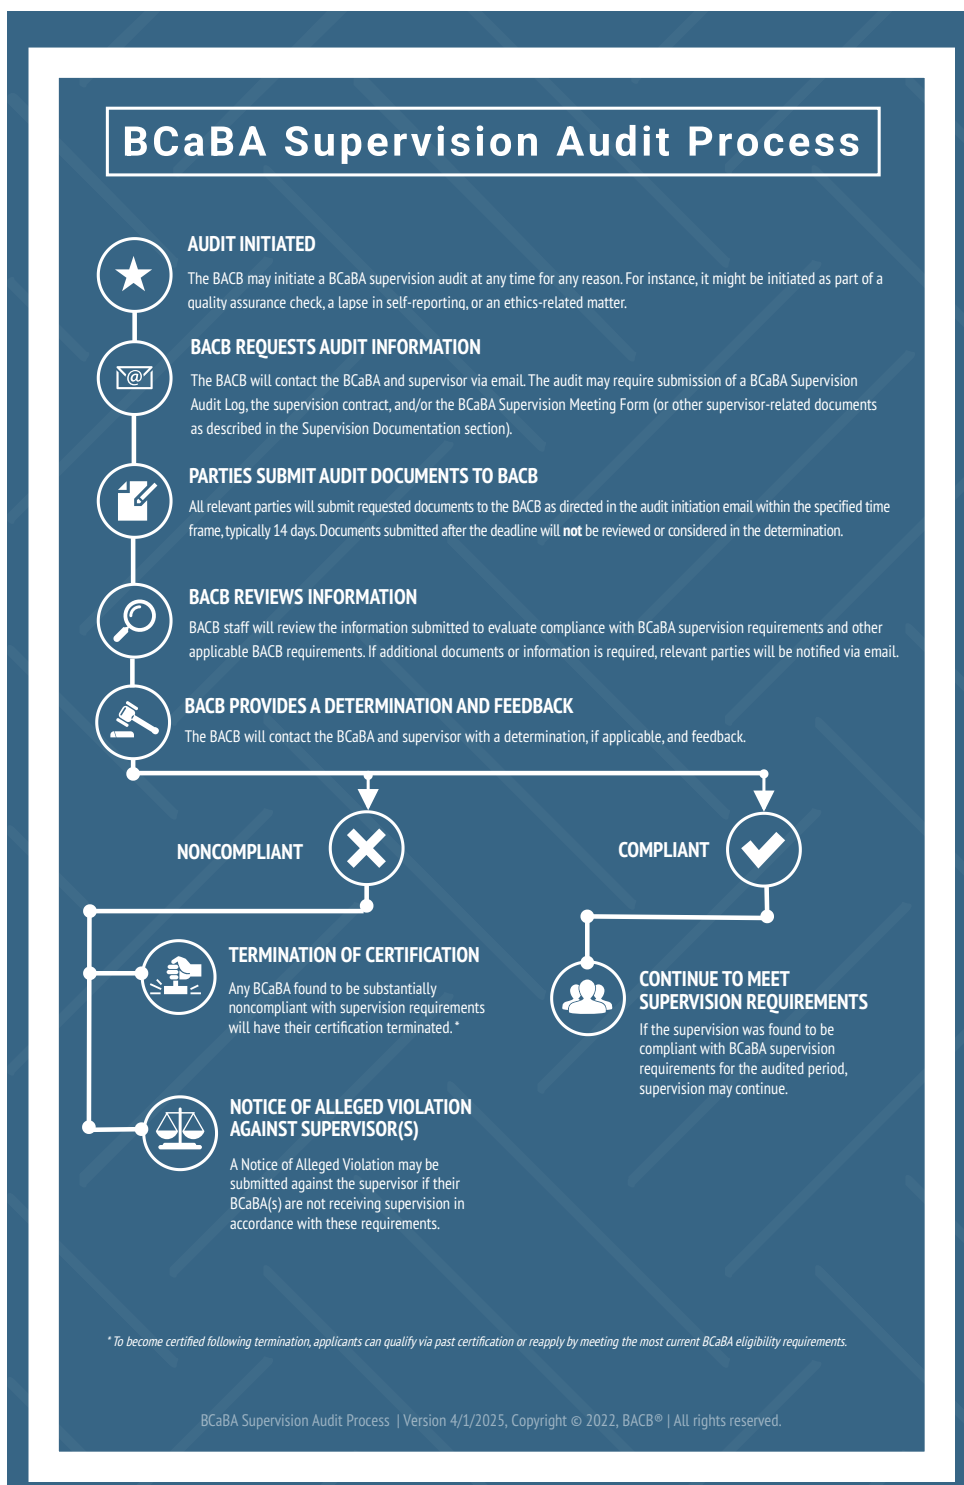 BCaBA Supervision Audit Process
AUDIT INITIATED
The BACB may initiate a BCaBA supervision audit at any time for any reason. For instance, it might be initiated as part of a
quality assurance check, a lapse in self-reporting, or an ethics-related matter.
BACB REQUESTS AUDIT INFORMATION
The BACB will contact the BCaBA and supervisor via email. The audit may require submission of a BCaBA Supervision
Audit Log, the supervision contract, and/or the BCaBA Supervision Meeting Form (or other supervisor-related documents
as described in the Supervision Documentation section).
PARTIES SUBMIT AUDIT DOCUMENTS TO BACB
All relevant parties will submit requested documents to the BACB as directed in the audit initiation email within the specified time
frame, typically 14 days. Documents submitted after the deadline will not be reviewed or considered in the determination.
BACB REVIEWS INFORMATION
BACB staff will review the information submitted to evaluate compliance with BCaBA supervision requirements and other
applicable BACB requirements. If additional documents or information is required, relevant parties will be notified via email.
BACB PROVIDES A DETERMINATION AND FEEDBACK
The BACB will contact the BCaBA and supervisor with a determination, if applicable, and feedback.
NONCOMPLIANT
COMPLIANT
TERMINATION OF CERTIFICATION
Any BCaBA found to be substantially
noncompliant with supervision requirements
will have their certification terminated. *
NOTICE OF ALLEGED VIOLATION
AGAINST SUPERVISOR(S)
A Notice of Alleged Violation may be
submitted against the supervisor if their
BCaBA(s) are not receiving supervision in
accordance with these requirements.
CONTINUE TO MEET
SUPERVISION REQUIREMENTS
If the supervision was found to be
compliant with BCaBA supervision
requirements for the audited period,
supervision may continue.
* To become certified following termination, applicants can qualify via past certification or reapply by meeting the most current BCaBA eligibility requirements.
BCaBA Supervision Audit Process | Version 4/1/2025, Copyright © 2022, BACB® | All rights reserved.